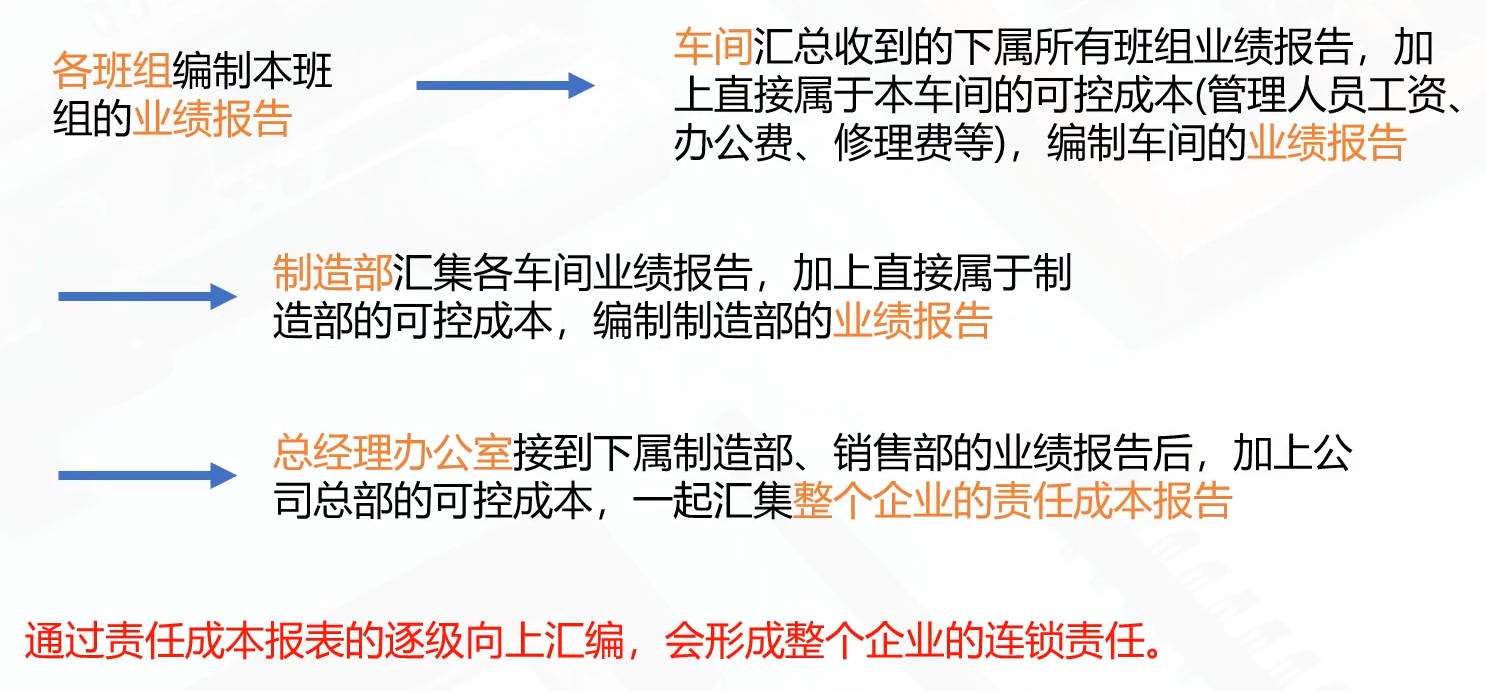 各班组编制本班
组的业绩报告
车间汇总收到的下属所有班组业绩报告，加
上直接属于本车间的可控成本(管理人员工资、
办公费、修理费等)，编制车间的业绩报告
制造部汇集各车间业绩报告，加上直接属于制
造部的可控成本，编制制造部的业绩报告
总经理办公室接到下属制造部、销售部的业绩报告后，加上公
司总部的可控成本，一起汇集整个企业的责任成本报告
通过责任成本报表的逐级向上汇编，会形成整个企业的连锁责任。